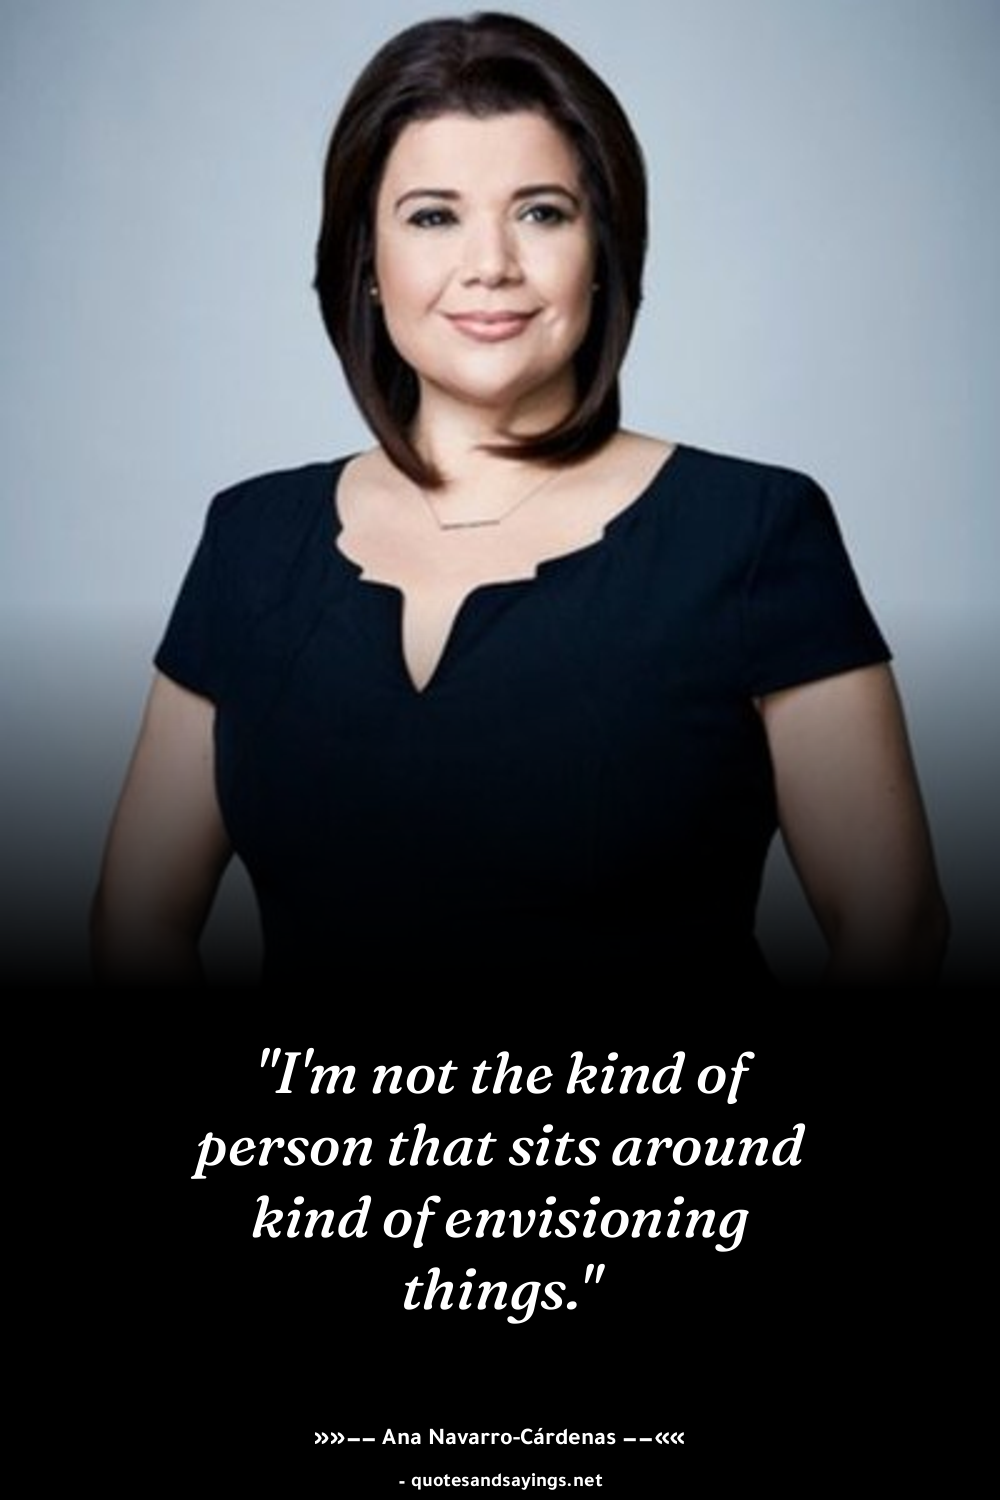 "I'm not the kind of
person that sits around
kind of envisioning
things."
»»–– Ana Navarro-Cárdenas ––««
- quotesandsayings.net